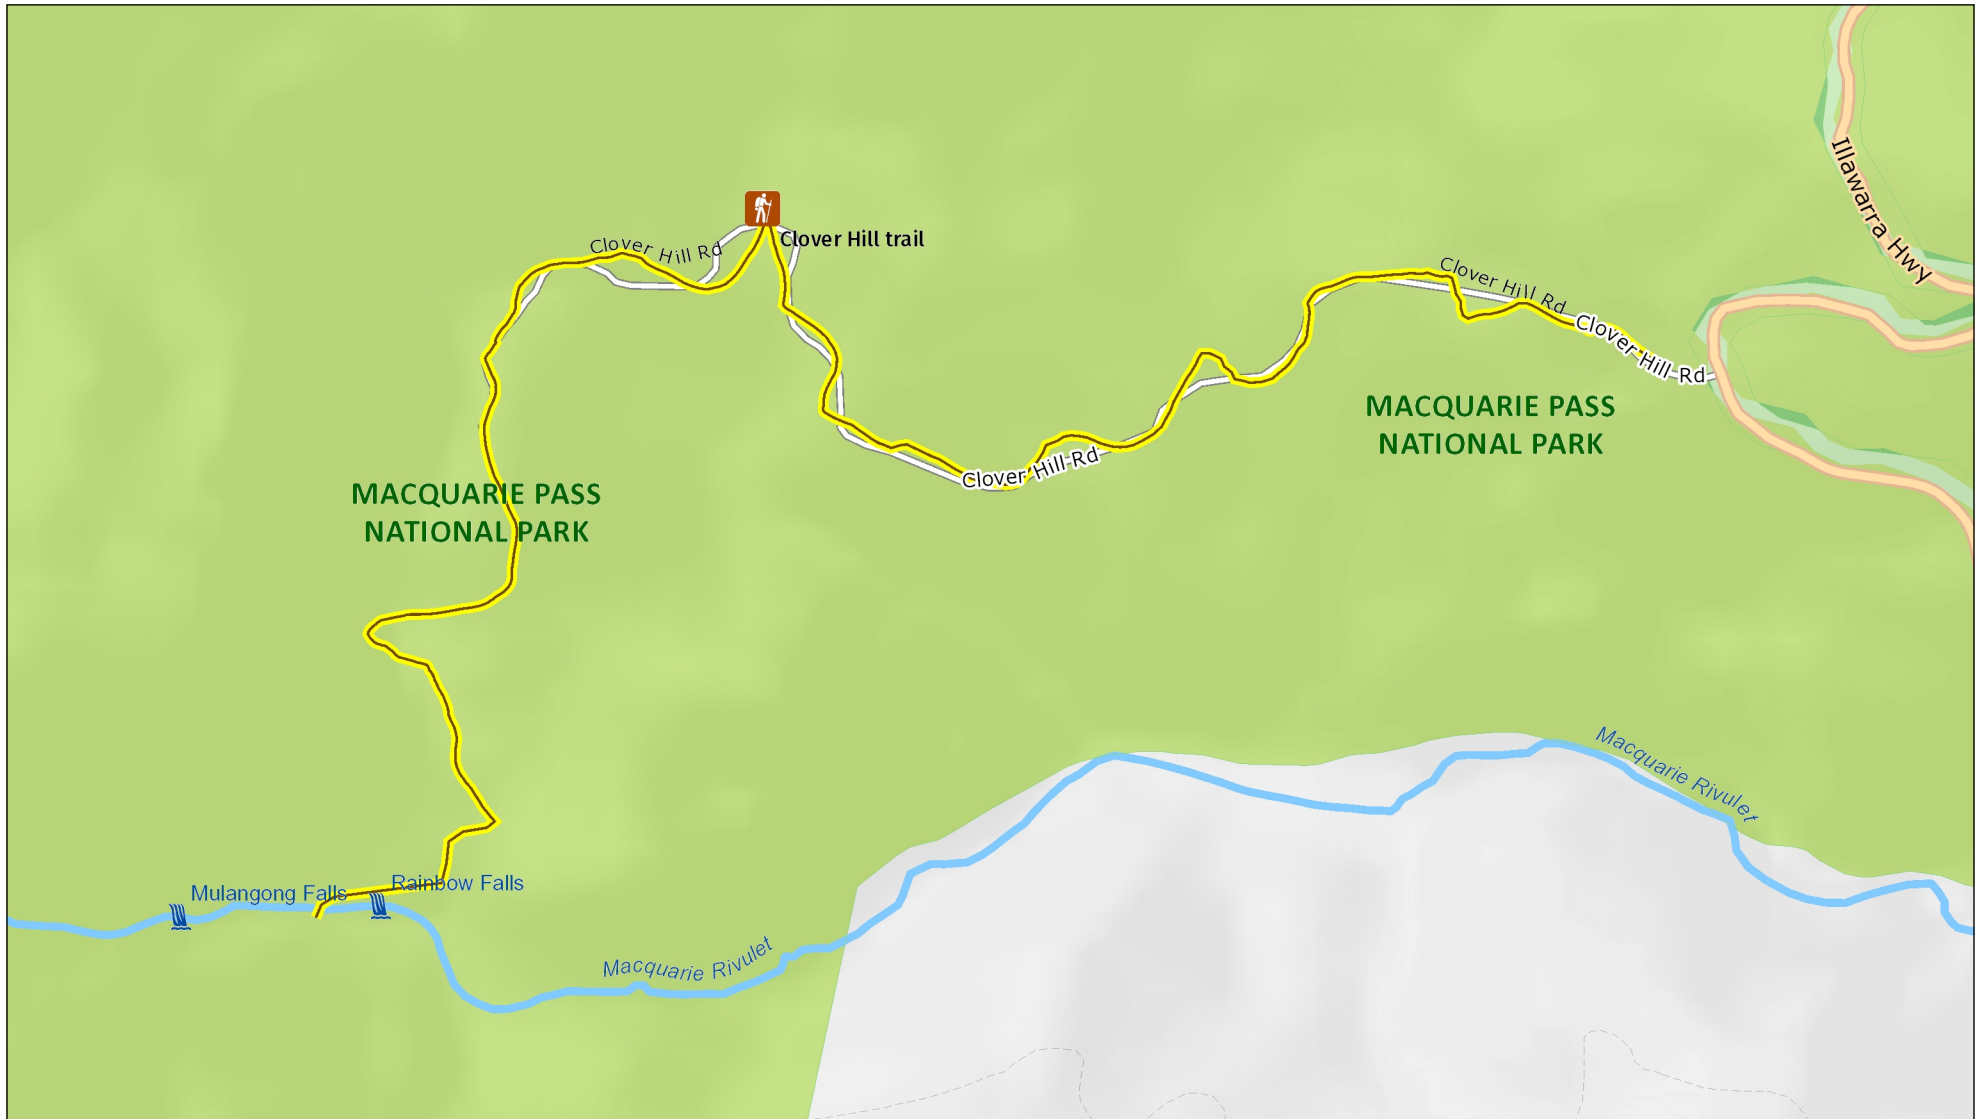 Illawarra Hwy
Clover Hill Rd
Clover Hill trail
Clover Hill Rd
Clover Hill Rd
MACQUARIE PASS
NATIONAL PARK
Clover Hill Rd
MACQUARIE PASS
NATIONAL PARK
Macquarie Rivulet
Mulangong Falls
Rainbow Falls
Macquarie Rivulet